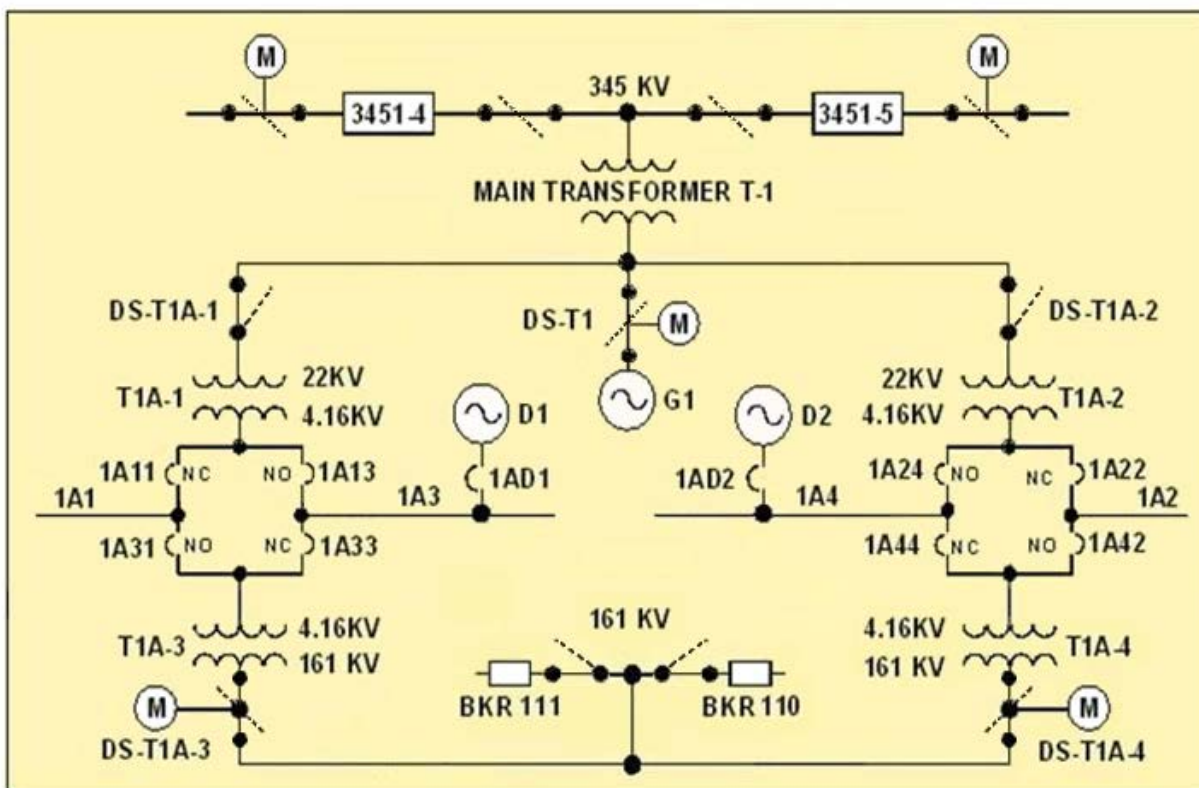 M
M
345 KV
3451-4
3451-5
MAIN TRANSFORMER T-1
DS-T1A-1
DS-T1
M
DS-T1A-2
T1A-1
22KV
4.16KV
D1
G1
D2
22KV
4.16KV
T1A-2
1A11
NC
NO
1A13
1AD1
1AD2
1A24
NO
NC
1A22
1A1
1A3
1A4
1A2
1A31
NO
NC
1A33
1A44
NC
NO
1A42
T1A-3
4.16KV
161 KV
161 KV
4.16KV
161 KV
T1A-4
BKR 111
BKR 110
M
DS-T1A-3
M
DS-T1A-4